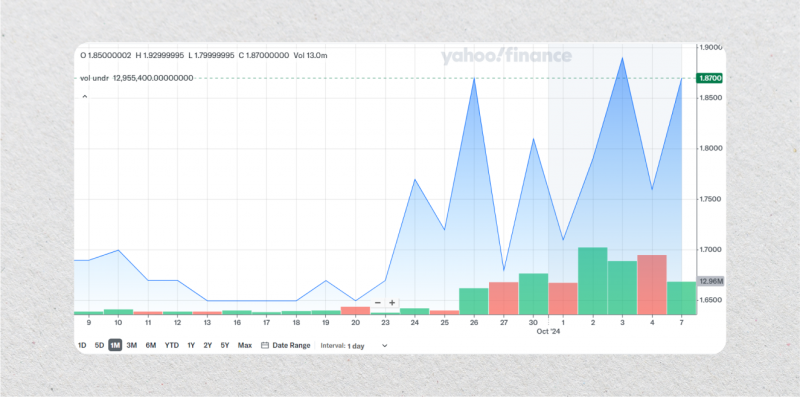 yahoo!finance
O 1.85000002 H 1.92999995 L 1.79999995 C 1.87000000 Vol 13.0m
vol undr 12,955,400.00000000
1.9000
1.8700
1.8500
1.8000
1.7500
1.7000
12.96M
1.6500
9 10 11 12 13 16 17 18 19 20 23 24 25 26 27 30 1 2 3 4 7
Oct '24
1D 5D 1M 3M 6M YTD 1Y 2Y 5Y Max Date Range Interval: 1 day